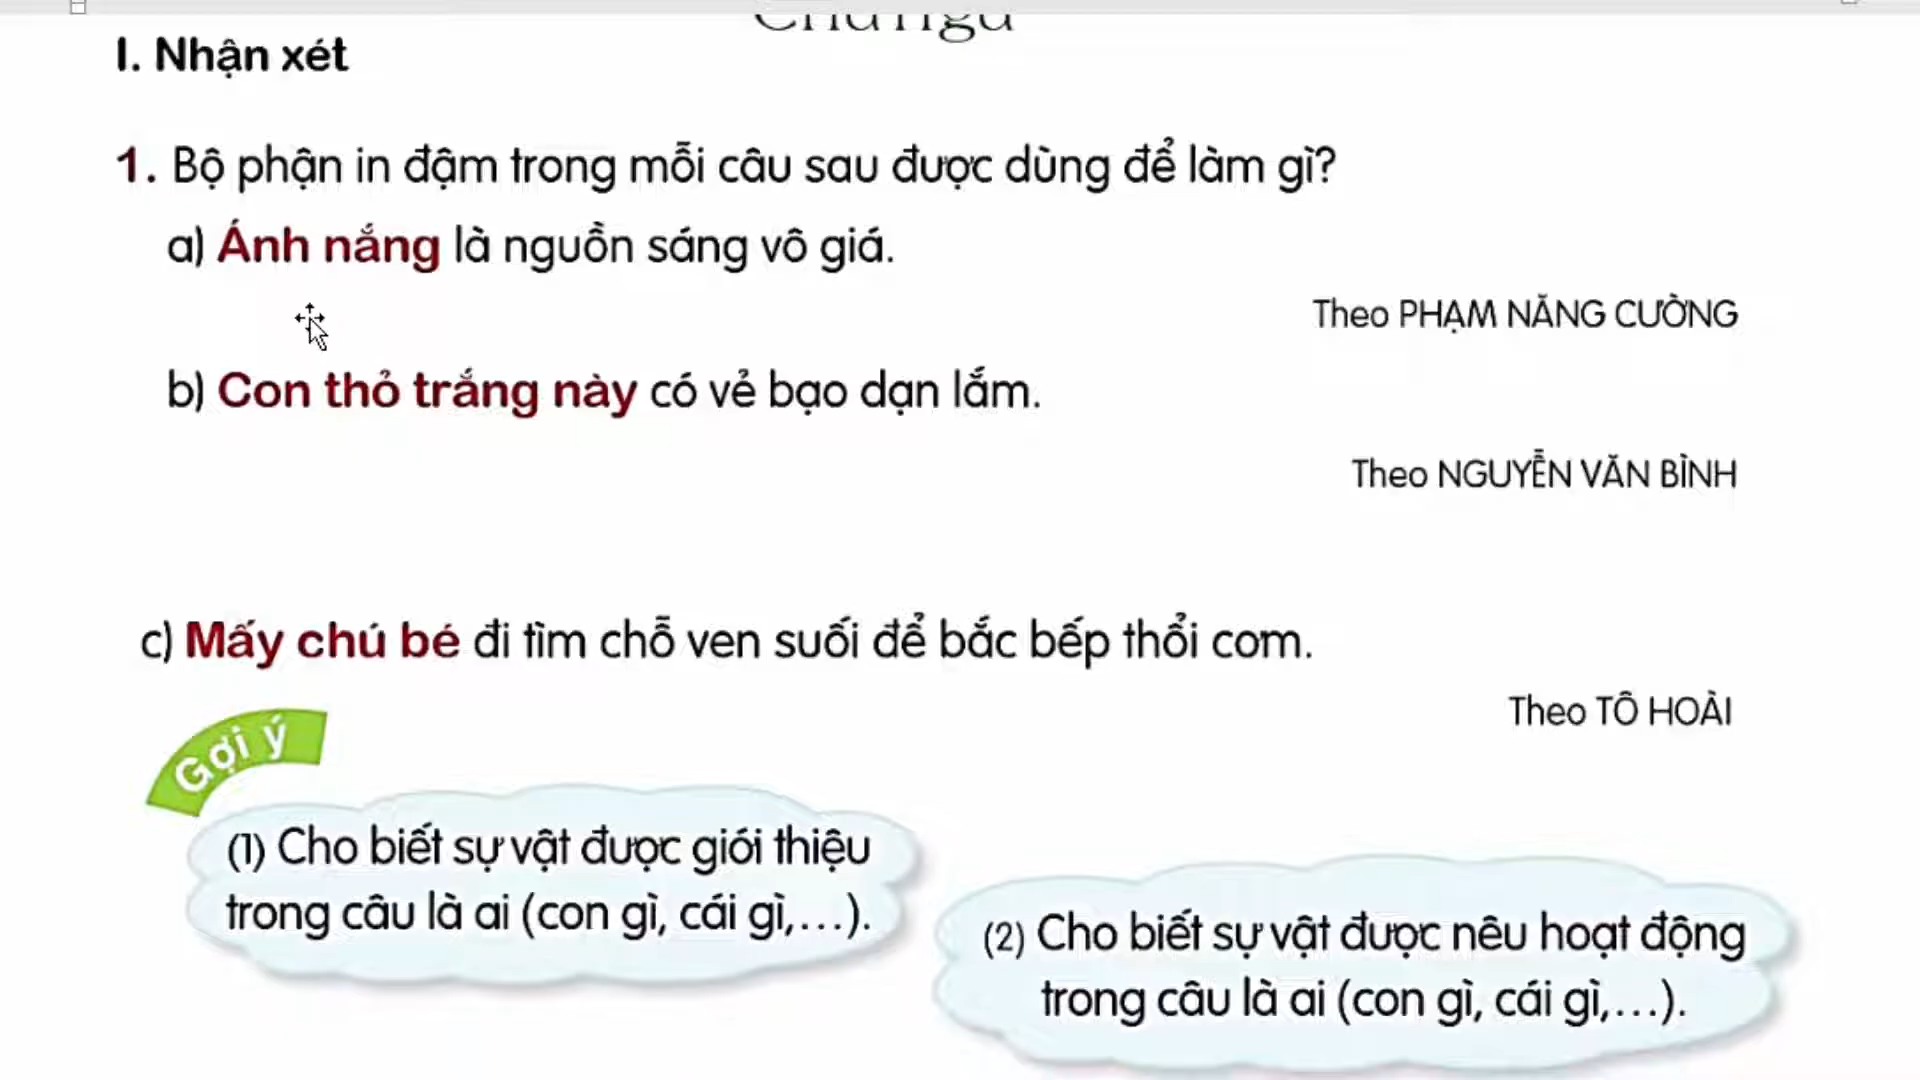 I. Nhận xét
1. Bộ phận in đậm trong mỗi câu sau được dùng để làm gì?
a) Ánh nắng là nguồn sáng vô giá.
Theo PHẠM NĂNG CƯỜNG
b) Con thỏ trắng này có vẻ bạo dạn lắm.
Theo NGUYỄN VĂN BÌNH
c) Mấy chú bé đi tìm chỗ ven suối để bắc bếp thổi cơm.
Theo TÔ HOÀI
Gợi ý
(1) Cho biết sự vật được giới thiệu
trong câu là ai (con gì, cái gì,...).
(2) Cho biết sự vật được nêu hoạt động
trong câu là ai (con gì, cái gì,...).